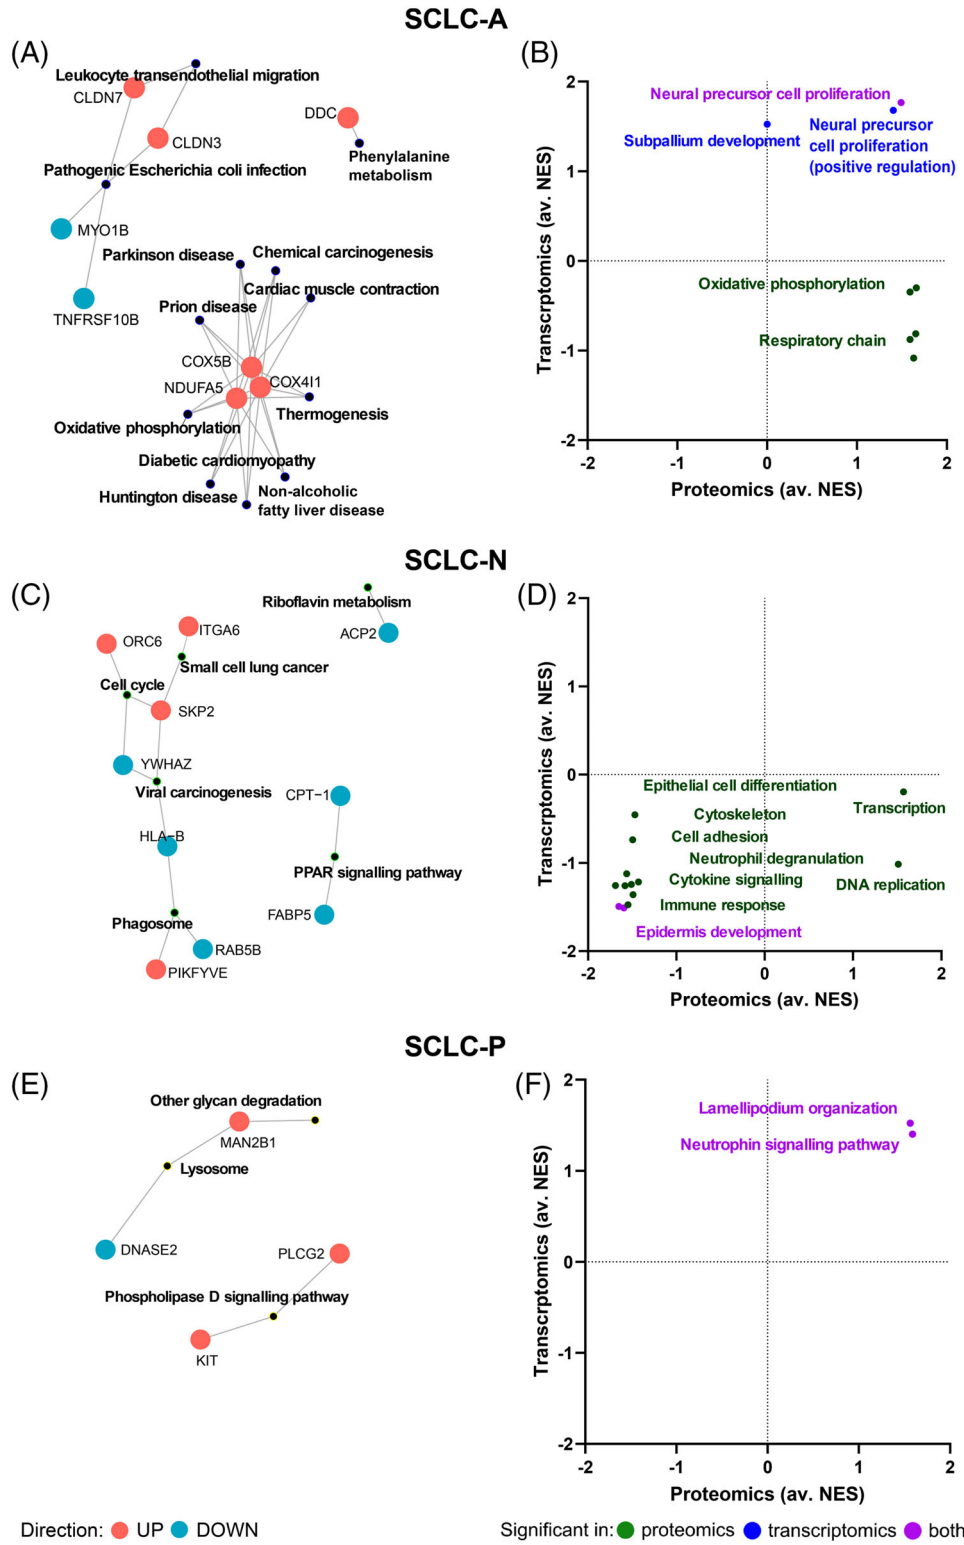 SCLC-A
(A)
Leukocyte transendothelial migration
CLDN7
CLDN3
DDC
Phenylalanine
metabolism
Pathogenic Escherichia coli infection
MYO1B
TNFRSF10B
Parkinson disease
Chemical carcinogenesis
Cardiac muscle contraction
Prion disease
COX5B
COX4I1
NDUFA5
Thermogenesis
Oxidative phosphorylation
Diabetic cardiomyopathy
Huntington disease
Non-alcoholic
fatty liver disease
(B)
2
1
0
-1
-2
-2
-1
0
1
2
Transcrptomics (av. NES)
Proteomics (av. NES)
Neural precursor cell proliferation
Subpallium development
Neural precursor
cell proliferation
(positive regulation)
Oxidative phosphorylation
Respiratory chain
SCLC-N
(C)
Riboflavin metabolism
ACP2
ORC6
ITGA6
Small cell lung cancer
Cell cycle
SKP2
YWHAZ
Viral carcinogenesis
CPT−1
HLA−B
PPAR signalling pathway
FABP5
Phagosome
RAB5B
PIKFYVE
(D)
2
1
0
-1
-2
-2
-1
0
1
2
Transcrptomics (av. NES)
Proteomics (av. NES)
Epithelial cell differentiation
Transcription
Cytoskeleton
Cell adhesion
Neutrophil degranulation
Cytokine signalling
DNA replication
Immune response
Epidermis development
SCLC-P
(E)
Other glycan degradation
MAN2B1
Lysosome
DNASE2
PLCG2
Phospholipase D signalling pathway
KIT
(F)
2
1
0
-1
-2
-2
-1
0
1
2
Transcrptomics (av. NES)
Proteomics (av. NES)
Lamellipodium organization
Neutrophin signalling pathway
Direction: UP DOWN
Significant in: proteomics transcriptomics both